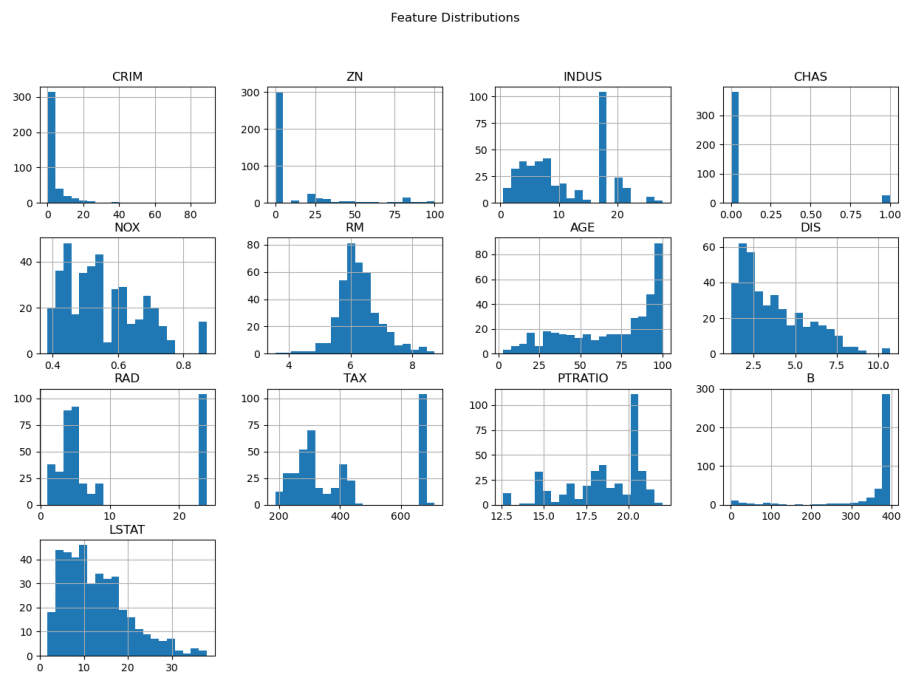 Feature Distributions
CRIM
ZN
INDUS
CHAS
300
200
100
0
0 20 40 60 80
300
200
100
0
0 25 50 75 100
100
75
50
25
0
0 10 20
300
200
100
0
0.00 0.25 0.50 0.75 1.00
NOX
RM
AGE
DIS
40
20
0
0.4 0.6 0.8
80
60
40
20
0
4 6 8
80
60
40
20
0
0 25 50 75 100
60
40
20
0
2.5 5.0 7.5 10.0
RAD
TAX
PTRATIO
B
100
75
50
25
0
0 10 20
100
75
50
25
0
200 400 600
100
75
50
25
0
12.5 15.0 17.5 20.0
300
200
100
0
0 100 200 300 400
LSTAT
40
30
20
10
0
0 10 20 30